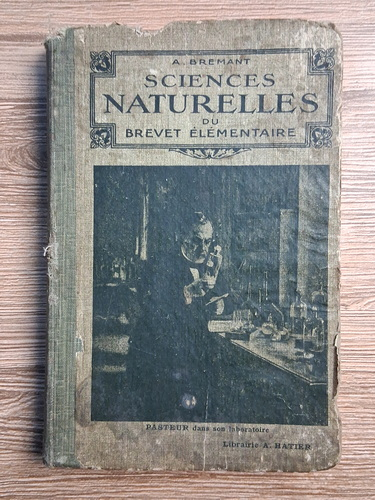 A. BREMANT
SCIENCES
NATURELLES
DU
BREVET ÉLÉMENTAIRE
PASTEUR dans son laboratoire
Librairie A. HATIER